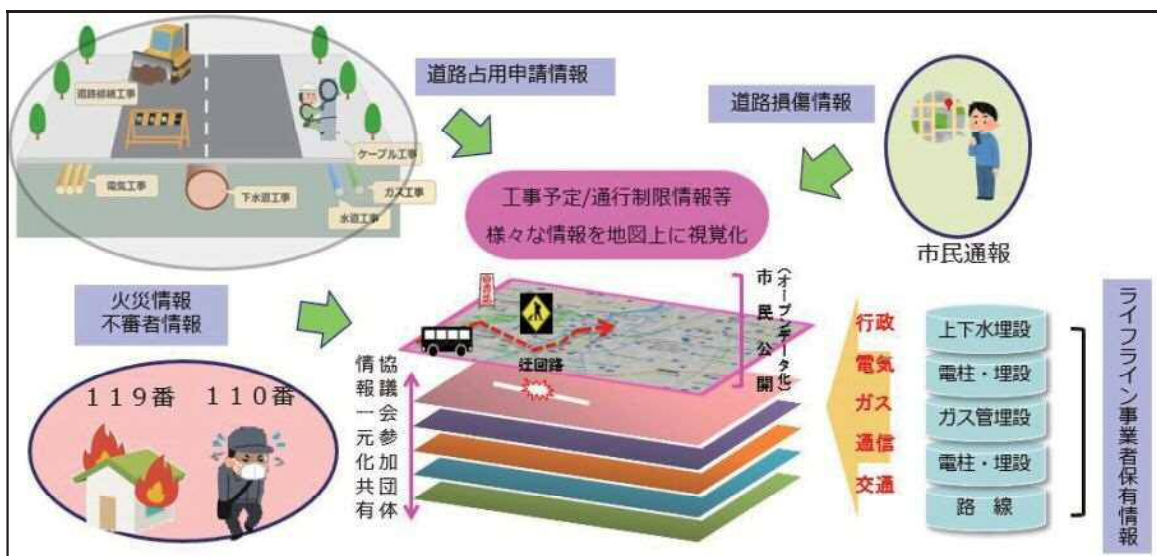 道路占用申請情報
道路損傷情報
道路補修工事
ケーブル工事
電気工事
下水道工事
ガス工事
水道工事
工事予定/通行制限情報等
様々な情報を地図上に視覚化
市民通報
火災情報
不審者情報
119番 110番
迂回路
市民公開
(オープンデータ化)
協議会参加団体
情報一元化共有
行政
電気
ガス
通信
交通
上下水埋設
電柱・埋設
ガス管埋設
電柱・埋設
路 線
ライフライン事業者保有情報